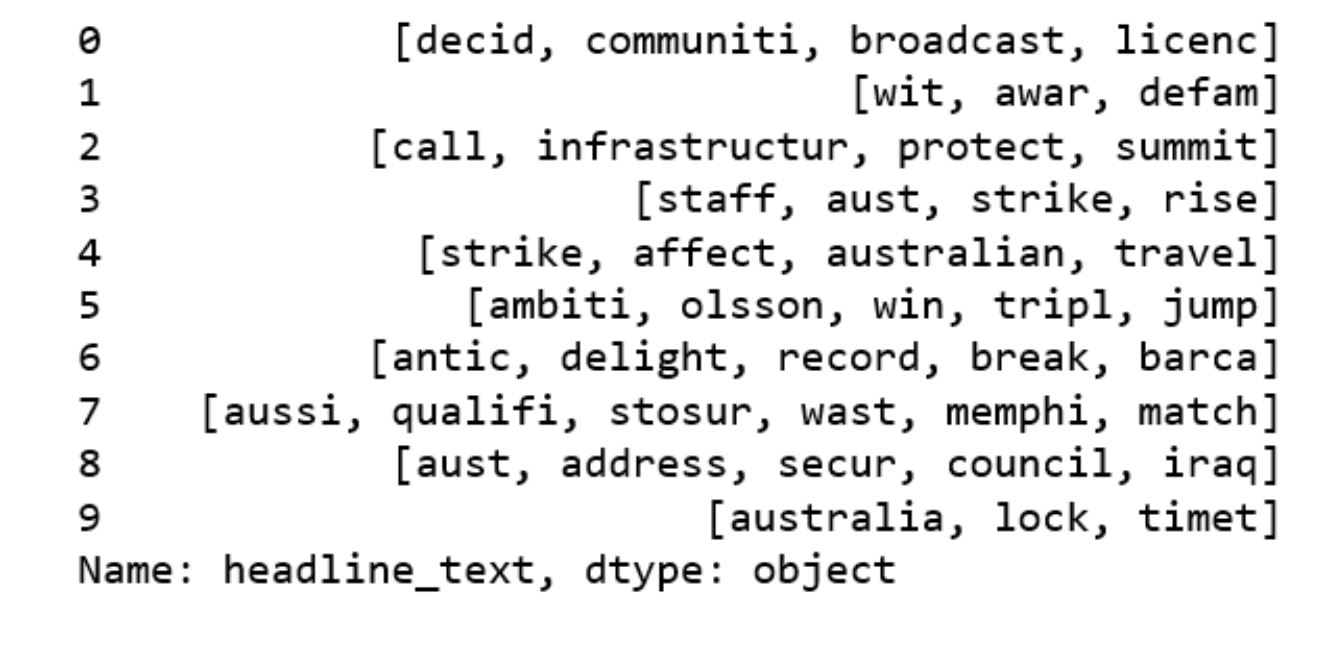 0 [decid, communiti, broadcast, licenc]
1 [wit, awar, defam]
2 [call, infrastructur, protect, summit]
3 [staff, aust, strike, rise]
4 [strike, affect, australian, travel]
5 [ambiti, olsson, win, tripl, jump]
6 [antic, delight, record, break, barca]
7 [aussi, qualifi, stosur, wast, memphi, match]
8 [aust, address, secur, council, iraq]
9 [australia, lock, timet]
Name: headline_text, dtype: object